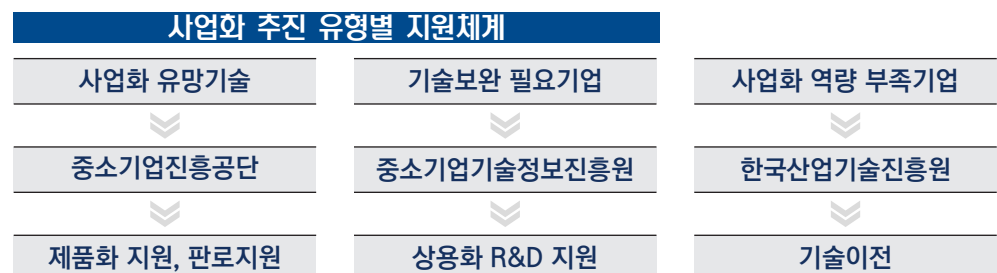 사업화 추진 유형별 지원체계
사업화 유망기술 기술보완 필요기업 사업화 역량 부족기업
중소기업진흥공단 중소기업기술정보진흥원 한국산업기술진흥원
제품화 지원, 판로지원 상용화 R&D 지원 기술이전